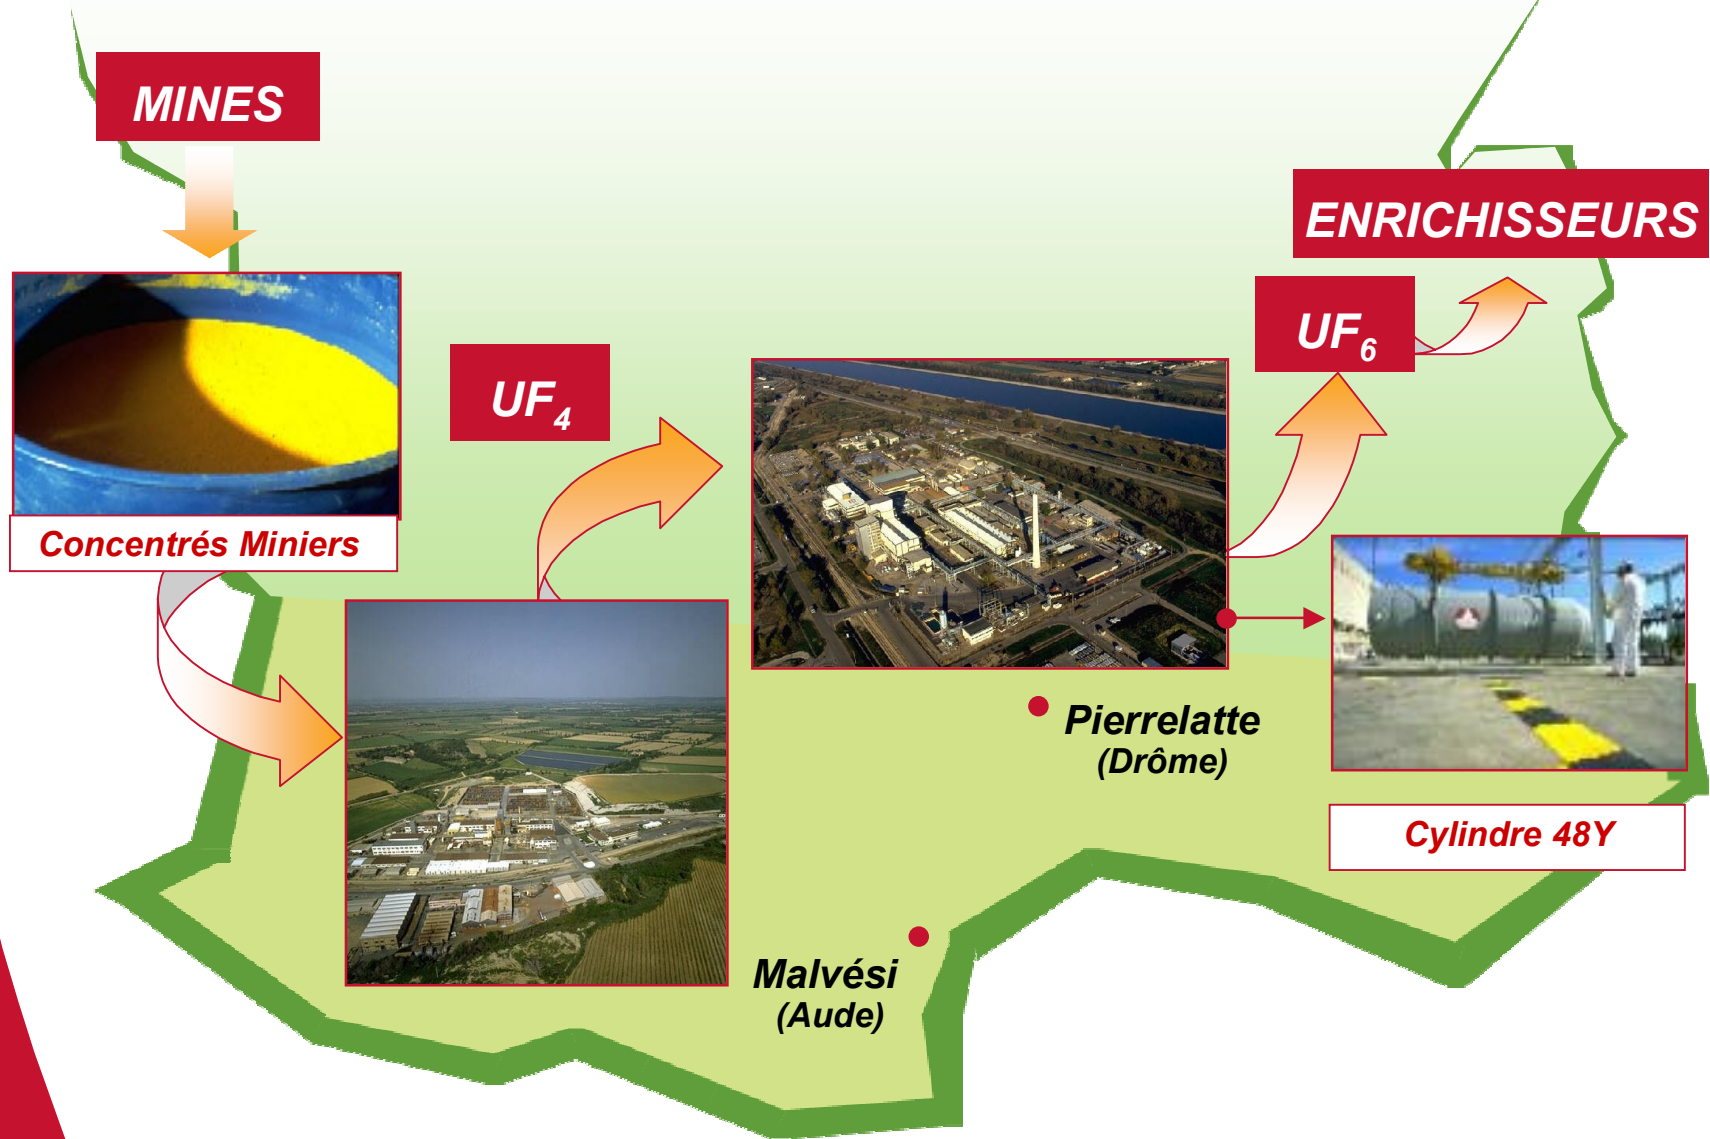 MINES
ENRICHISSEURS
UF₆
UF₄
Concentrés Miniers
Pierrelatte
(Drôme)
Cylindre 48Y
Malvési
(Aude)